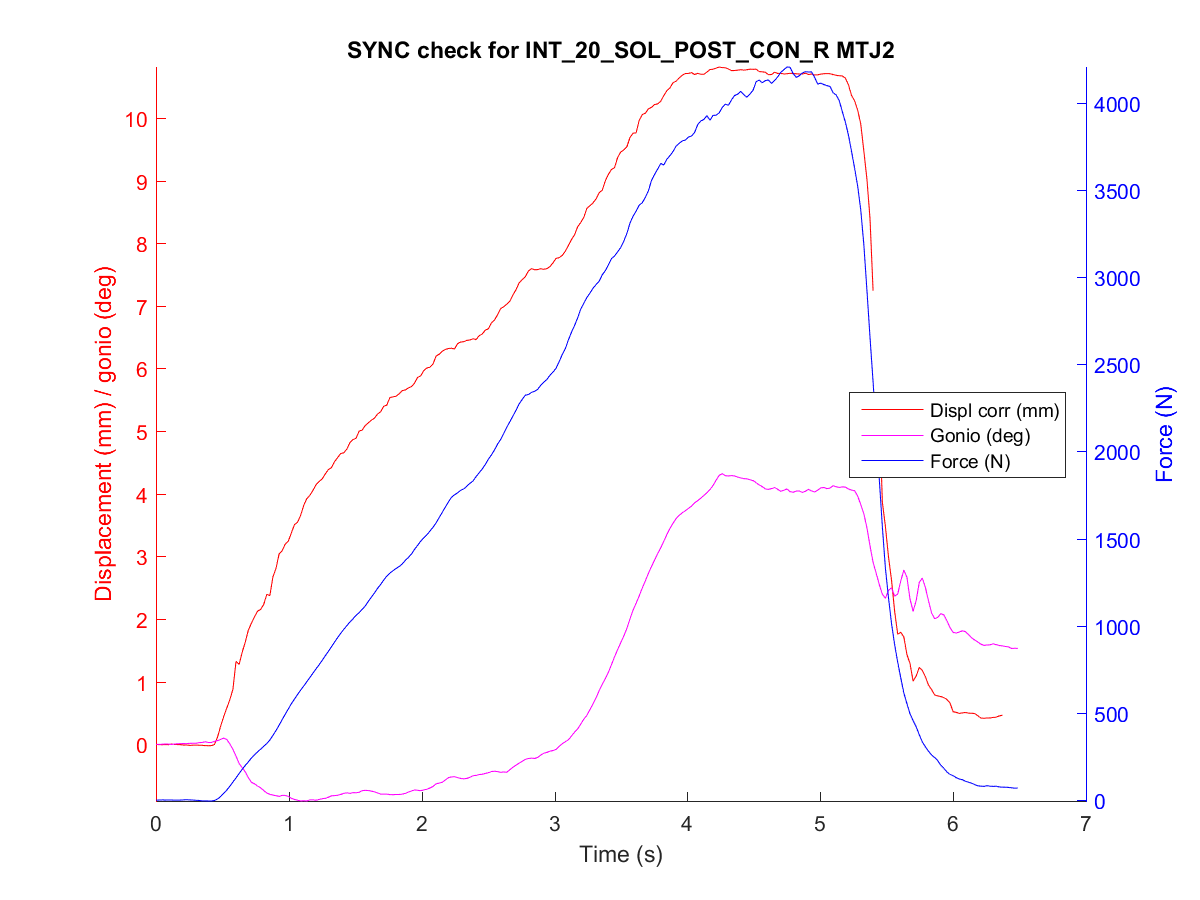 SYNC check for INT_20_SOL_POST_CON_R MTJ2
10
9
8
7
6
5
4
3
2
1
0
Displacement (mm) / gonio (deg)
4000
3500
3000
2500
2000
1500
1000
500
0
Force (N)
Displ corr (mm)
Gonio (deg)
Force (N)
0 1 2 3 4 5 6 7
Time (s)